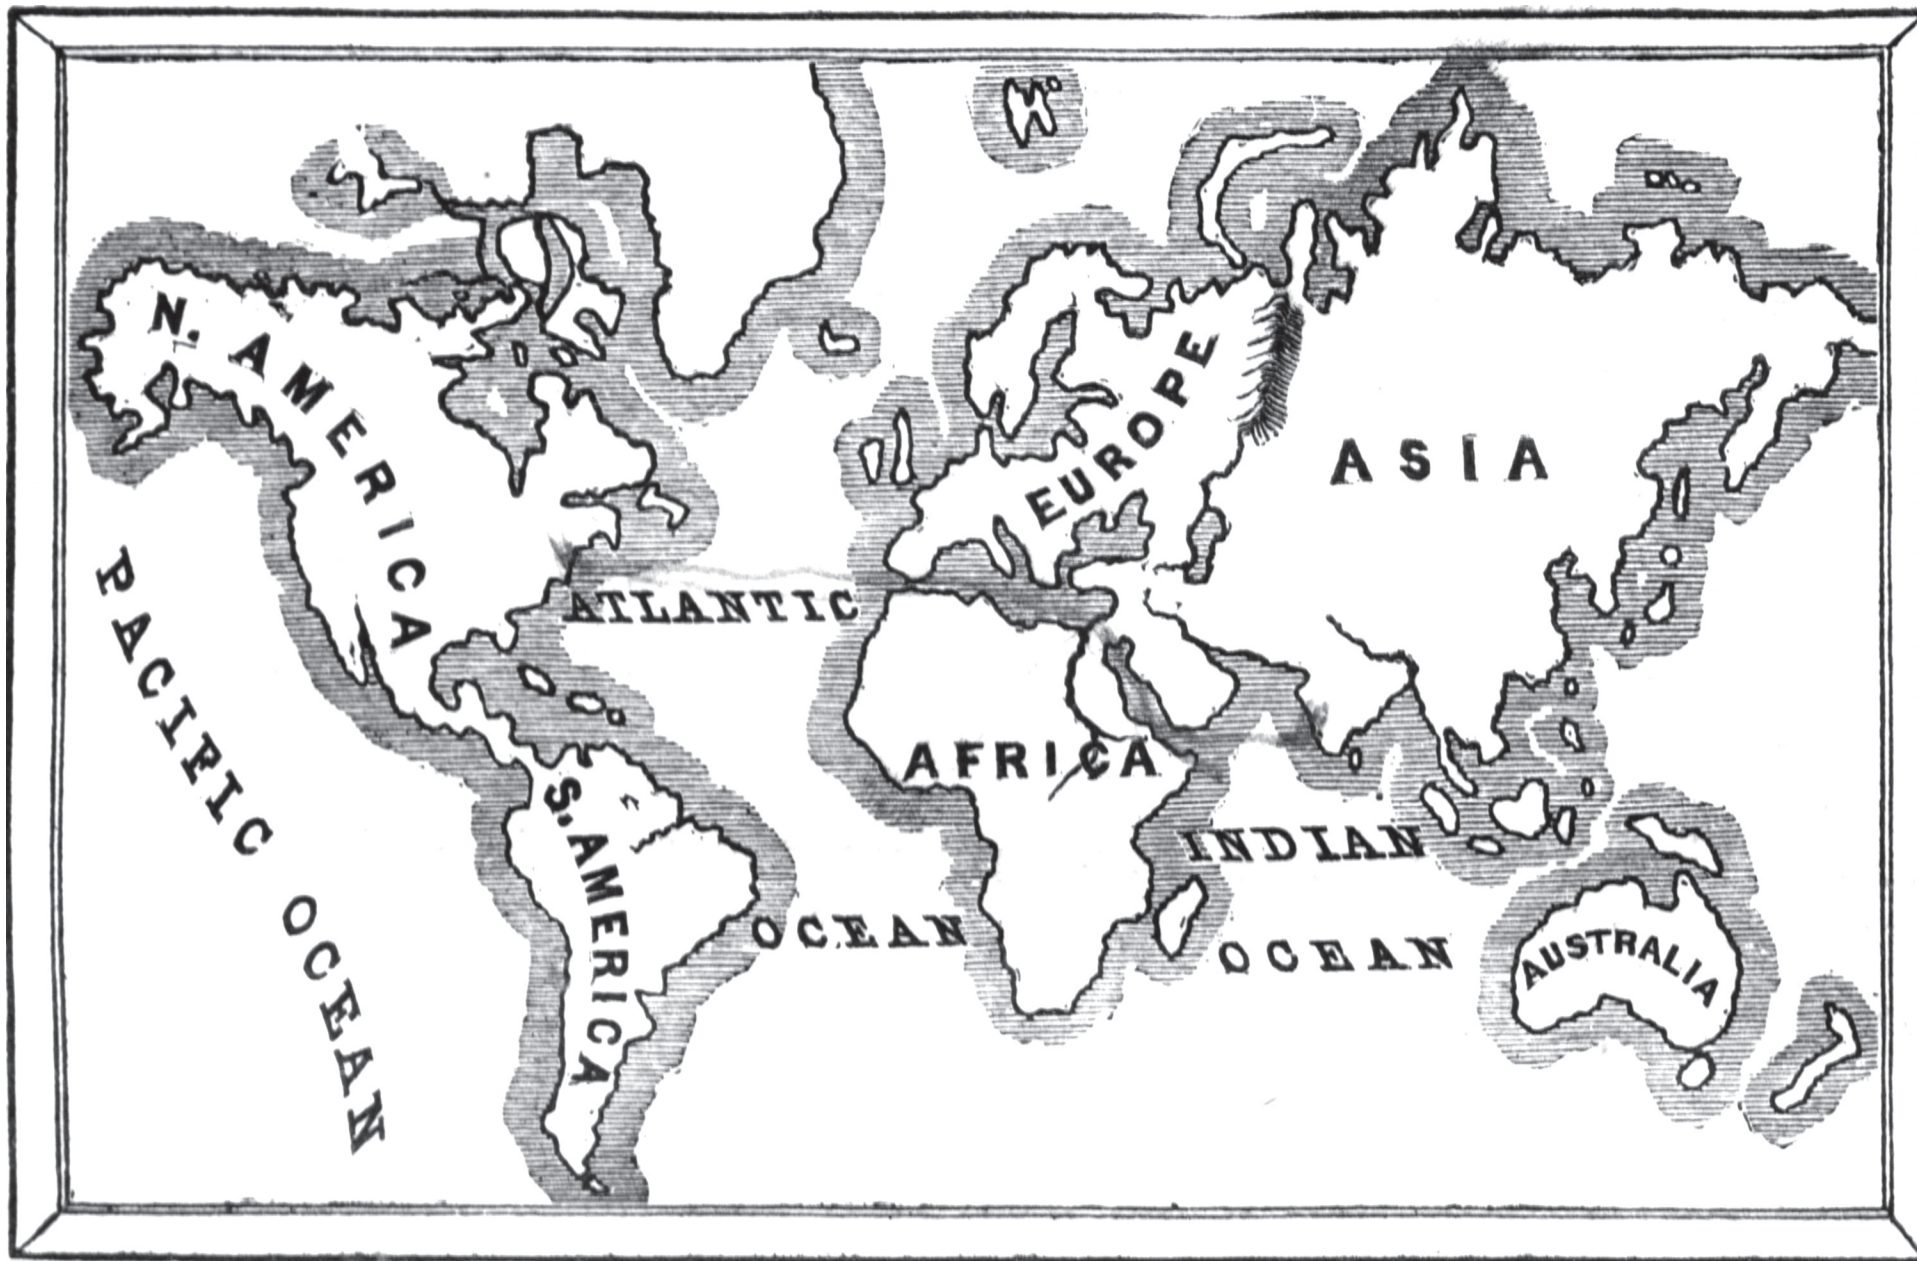 N. AMERICA
EUROPE
ASIA
PACIFIC OCEAN
ATLANTIC
OCEAN
AFRICA
S. AMERICA
INDIAN
OCEAN
AUSTRALIA